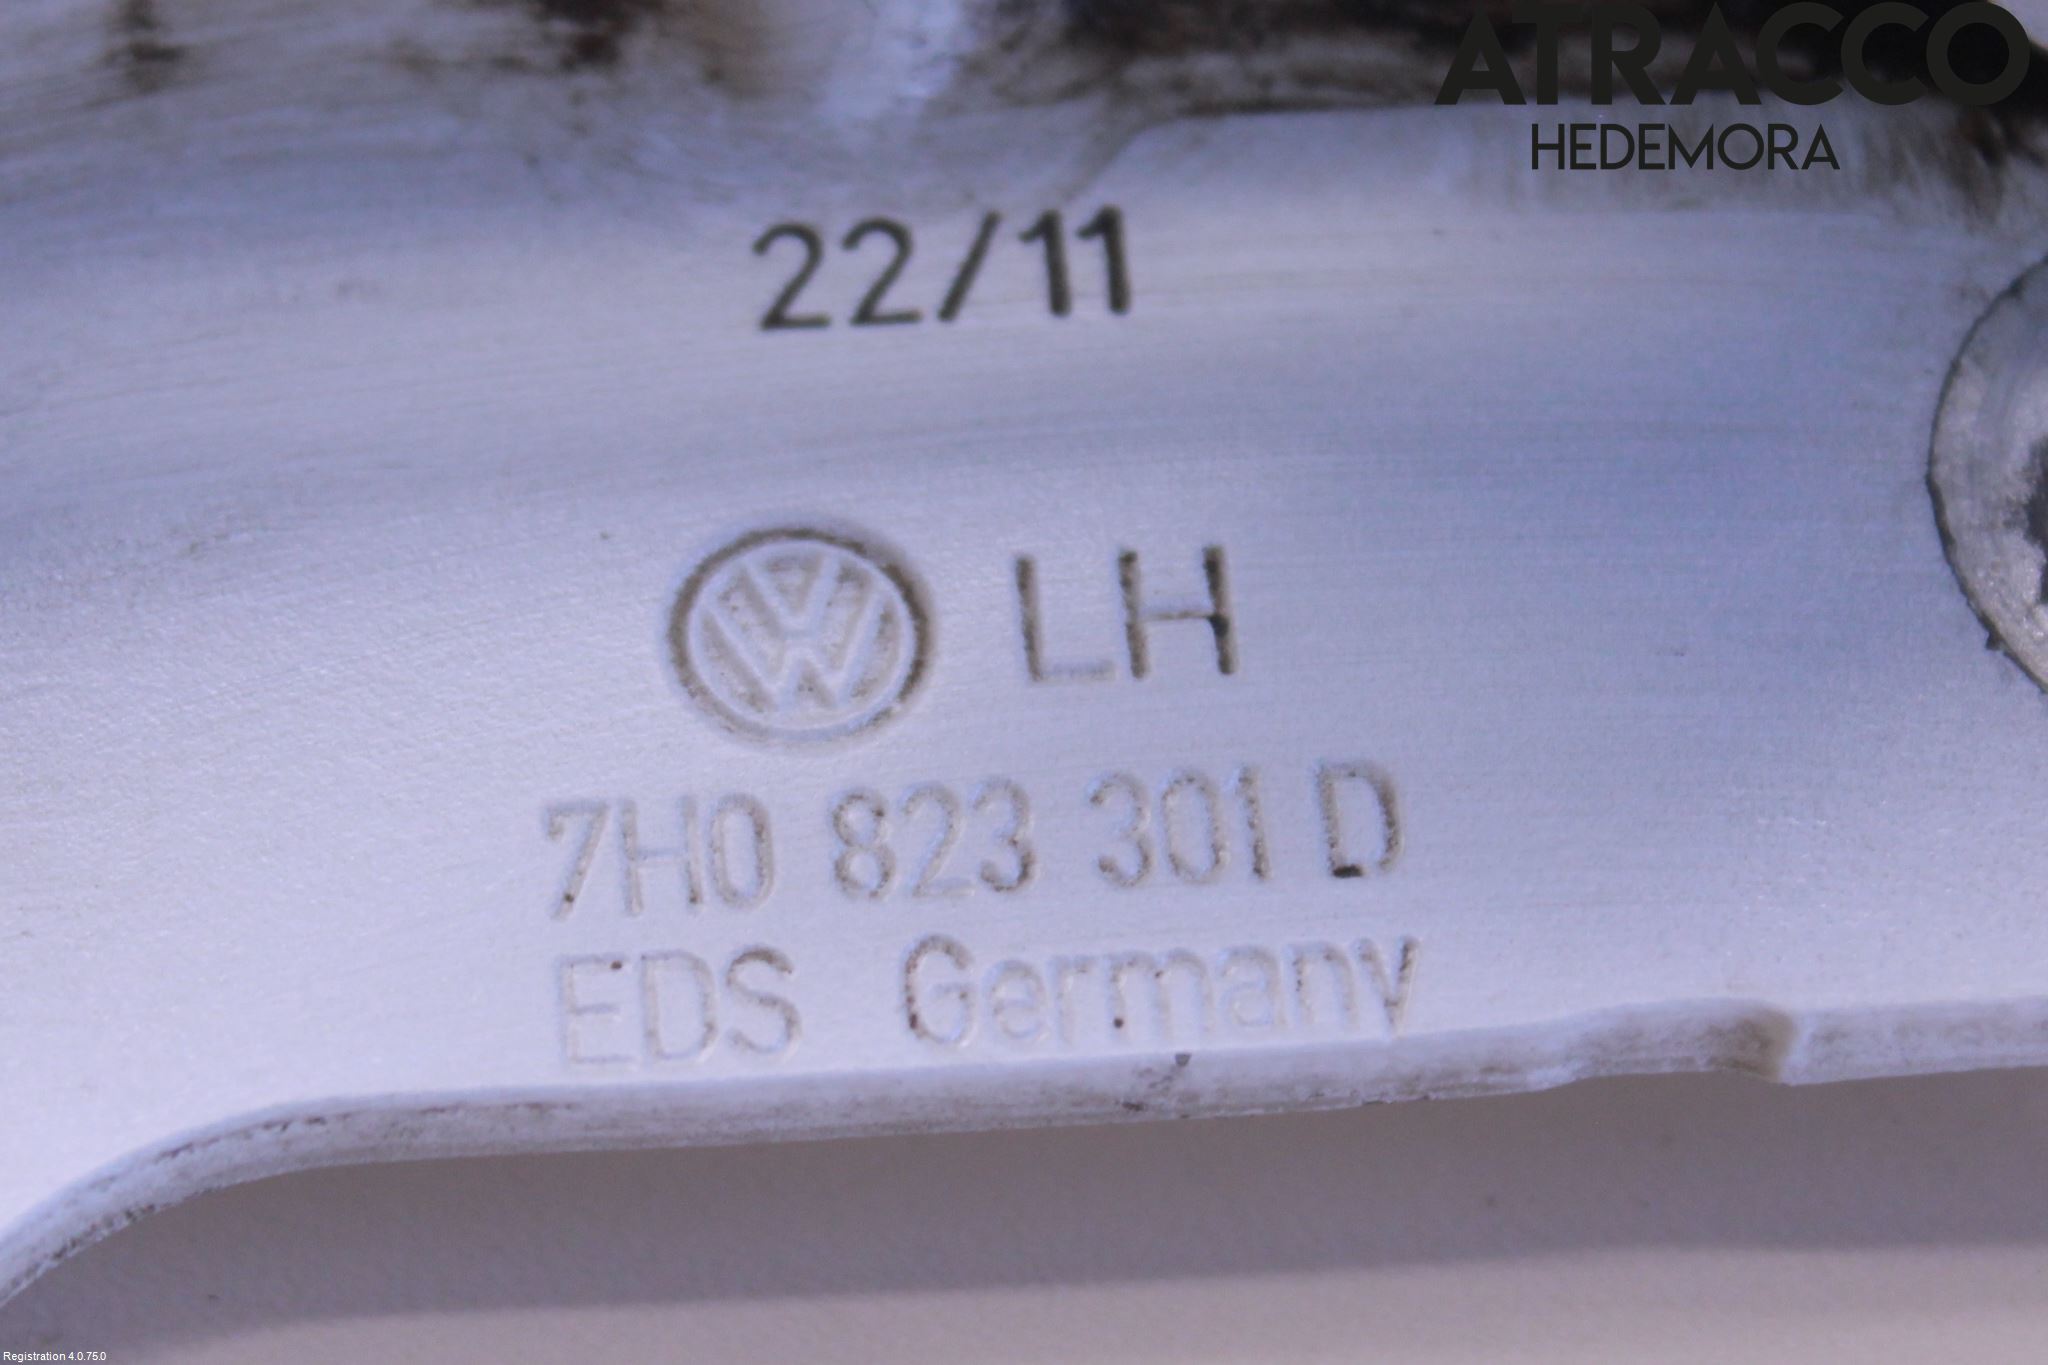 ATRACCO
HEDEMORA
22/11
LH
7H0 823 301 D
EDS Germany
Registration 4.0.75.0